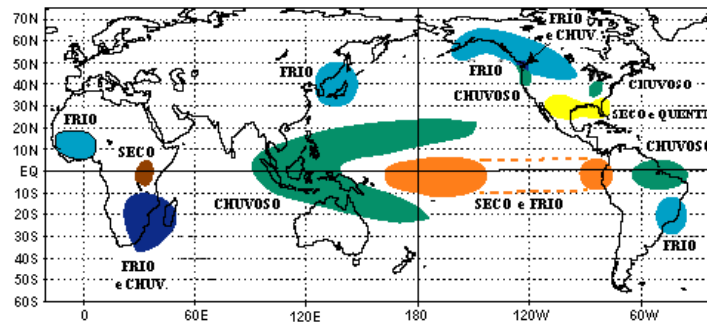 75N
70N
60N
50N
40N
30N
20N
10N
EQ
10S
20S
30S
40S
50S
60S
FRIO
e CHUV.
FRIO
FRIO
CHUVOSO
CHUVOSO
SECO e QUENTE
FRIO
SECO
CHUVOSO
CHUVOSO
SECO e FRIO
FRIO
FRIO
e CHUV.
0
60E
120E
180
120W
60W